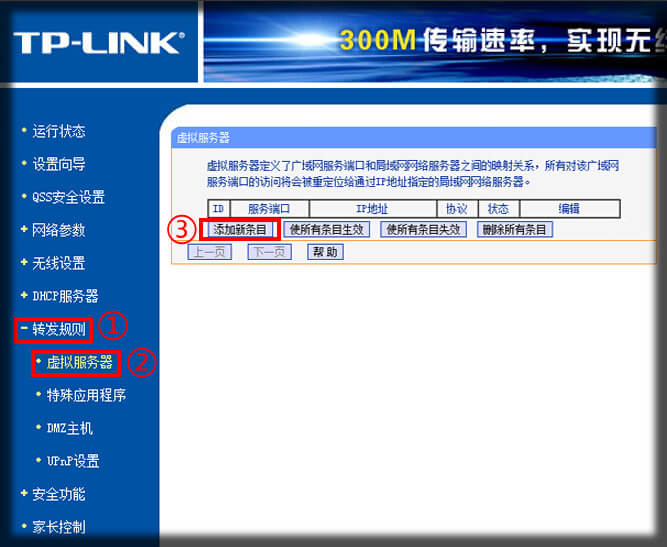 TP-LINK®
300M 传输速率，实现无线
运行状态
设置向导
QSS安全设置
+ 网络参数
+ 无线设置
+ DHCP服务器
- 转发规则 ①
虚拟服务器 ②
特殊应用程序
DMZ主机
UPnP设置
+ 安全功能
家长控制
虚拟服务器
虚拟服务器定义了广域网服务端口和局域网网络服务器之间的映射关系，所有对该广域网
服务端口的访问将会被重定位给通过IP地址指定的局域网网络服务器。
ID 服务端口 IP地址 协议 状态 编辑
③ 添加新条目 使所有条目生效 使所有条目失效 删除所有条目
上一页 下一页 帮助